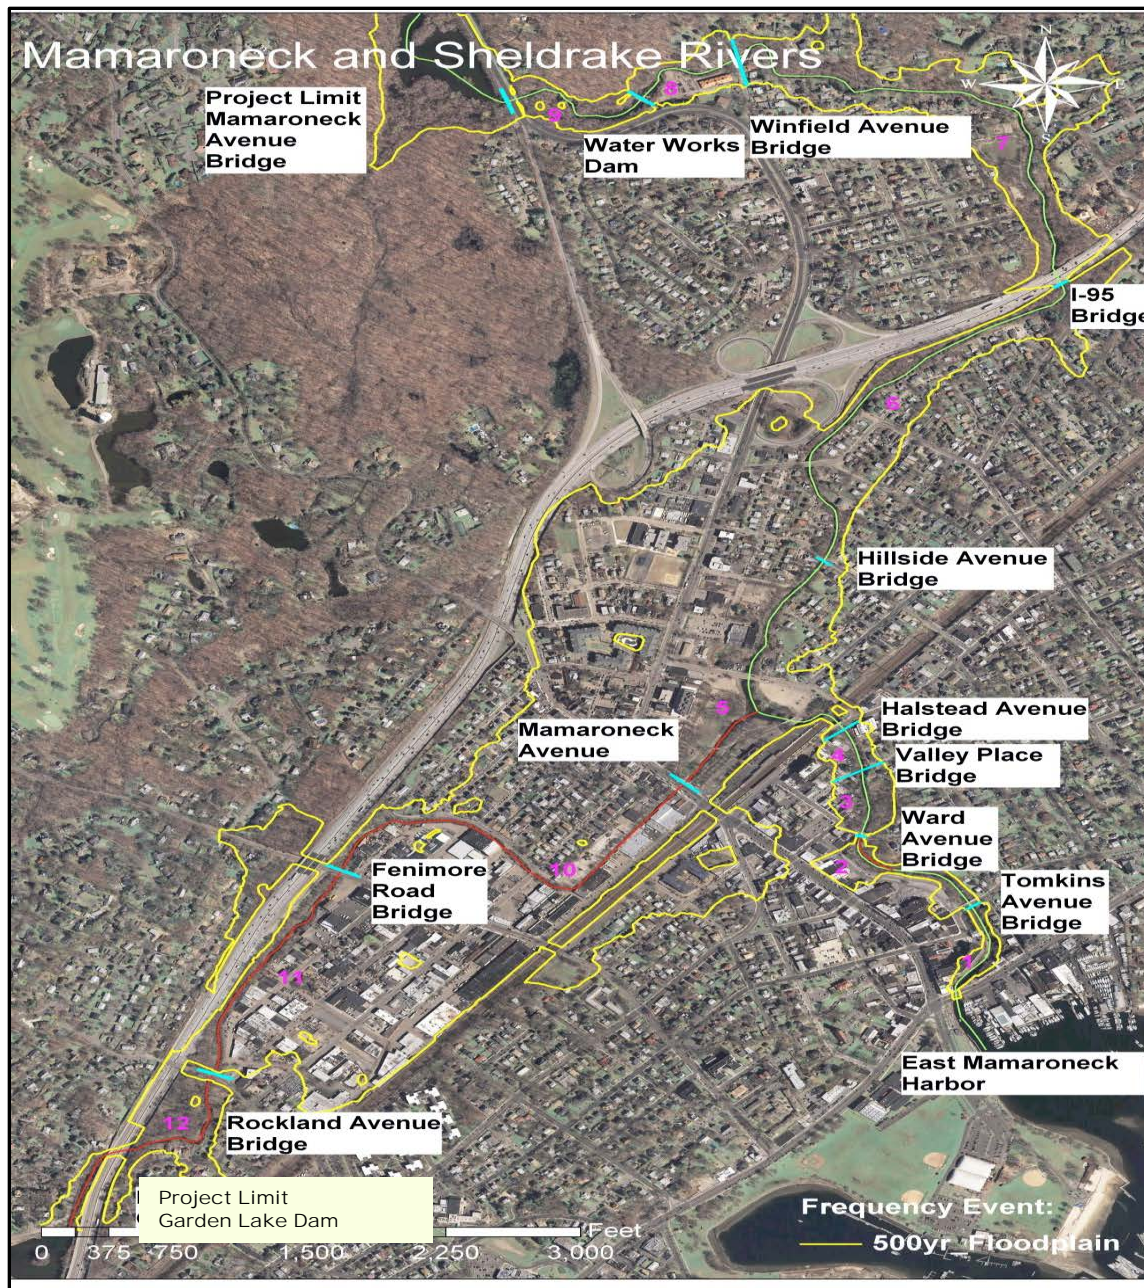 Mamaroneck and Sheldrake Rivers
N
W
E
S
Project Limit
Mamaroneck
Avenue
Bridge
9
8
Water Works
Dam
Winfield Avenue
Bridge
7
I-95
Bridge
6
Hillside Avenue
Bridge
5
Mamaroneck
Avenue
Halstead Avenue
Bridge
4
Valley Place
Bridge
3
Ward
Avenue
Bridge
2
Tomkins
Avenue
Bridge
1
10
Fenimore
Road
Bridge
11
East Mamaroneck
Harbor
Rockland Avenue
Bridge
12
Project Limit
Garden Lake Dam
Feet
0 375 750 1,500 2,250 3,000
Frequency Event:
500yr Floodplain